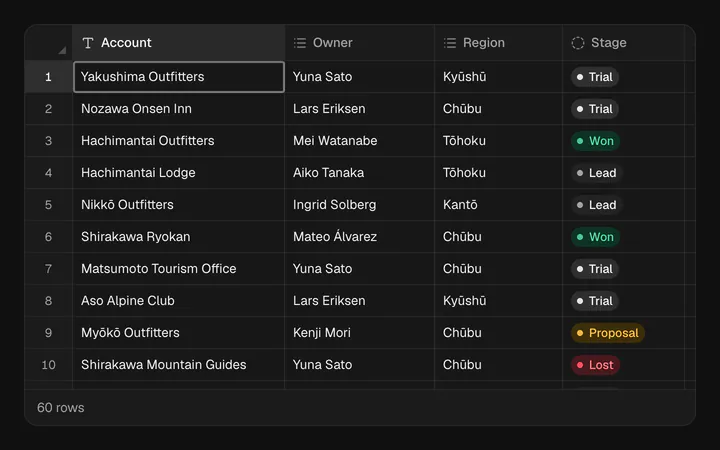 Account Owner Region Stage
1 Yakushima Outfitters Yuna Sato Kyūshū Trial
2 Nozawa Onsen Inn Lars Eriksen Chūbu Trial
3 Hachimantai Outfitters Mei Watanabe Tōhoku Won
4 Hachimantai Lodge Aiko Tanaka Tōhoku Lead
5 Nikkō Outfitters Ingrid Solberg Kantō Lead
6 Shirakawa Ryokan Mateo Álvarez Chūbu Won
7 Matsumoto Tourism Office Yuna Sato Chūbu Trial
8 Aso Alpine Club Lars Eriksen Kyūshū Trial
9 Myōkō Outfitters Kenji Mori Chūbu Proposal
10 Shirakawa Mountain Guides Yuna Sato Chūbu Lost
60 rows